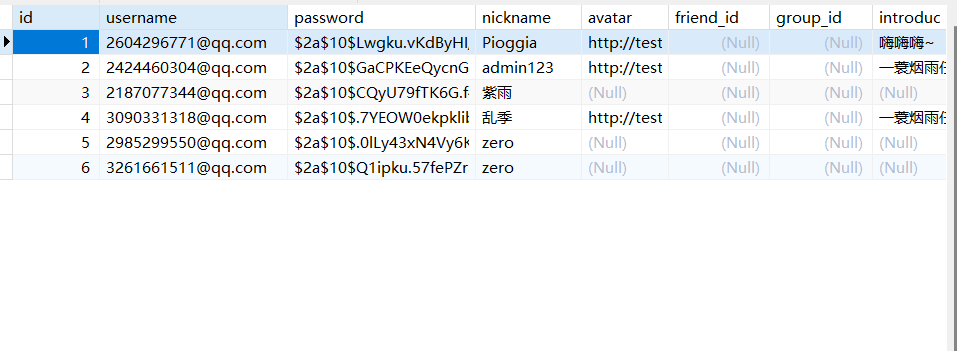 id username password nickname avatar friend_id group_id introduc
1 2604296771@qq.com $2a$10$Lwgku.vKdByHI, Pioggia http://test (Null) (Null) 嗨嗨嗨~
2 2424460304@qq.com $2a$10$GaCPKEeQycnG admin123 http://test (Null) (Null) 一蓑烟雨任
3 2187077344@qq.com $2a$10$CQyU79fTK6G.f 紫雨 (Null) (Null) (Null) (Null)
4 3090331318@qq.com $2a$10$.7YEOW0ekpklib 乱季 http://test (Null) (Null) 一蓑烟雨任
5 2985299550@qq.com $2a$10$.0lLy43xN4Vy6K zero (Null) (Null) (Null) (Null)
6 3261661511@qq.com $2a$10$Q1ipku.57fePZr zero (Null) (Null) (Null) (Null)